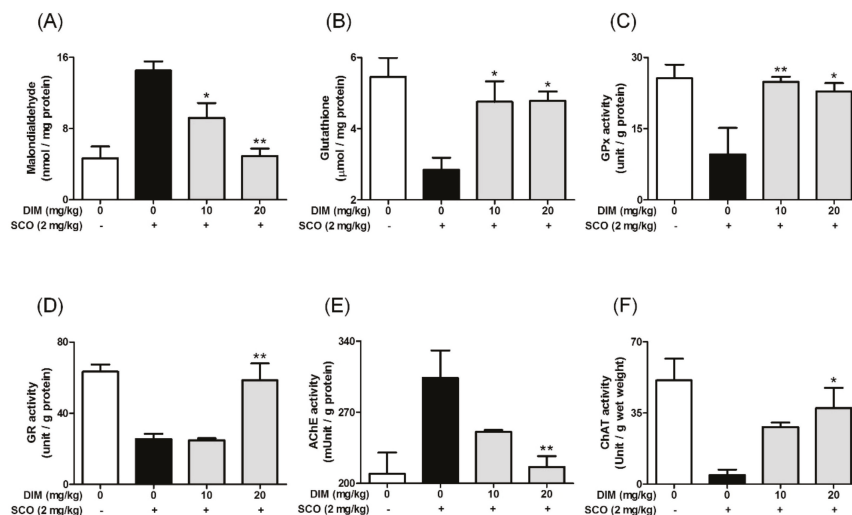 (A)
Malondialdehyde
(nmol / mg protein)
16
8
0
*
**
DIM (mg/kg) 0 0 10 20
SCO (2 mg/kg) - + + +
(B)
Glutathione
(μmol / mg protein)
6
4
2
*
*
DIM (mg/kg) 0 0 10 20
SCO (2 mg/kg) - + + +
(C)
GPx activity
(unit / g protein)
30
15
0
**
*
DIM (mg/kg) 0 0 10 20
SCO (2 mg/kg) - + + +
(D)
GR activity
(unit / g protein)
80
40
0
**
DIM (mg/kg) 0 0 10 20
SCO (2 mg/kg) - + + +
(E)
AChE activity
(mUnit / g protein)
340
270
200
**
DIM (mg/kg) 0 0 10 20
SCO (2 mg/kg) - + + +
(F)
ChAT activity
(Unit / g wet weight)
70
35
0
*
DIM (mg/kg) 0 0 10 20
SCO (2 mg/kg) - + + +